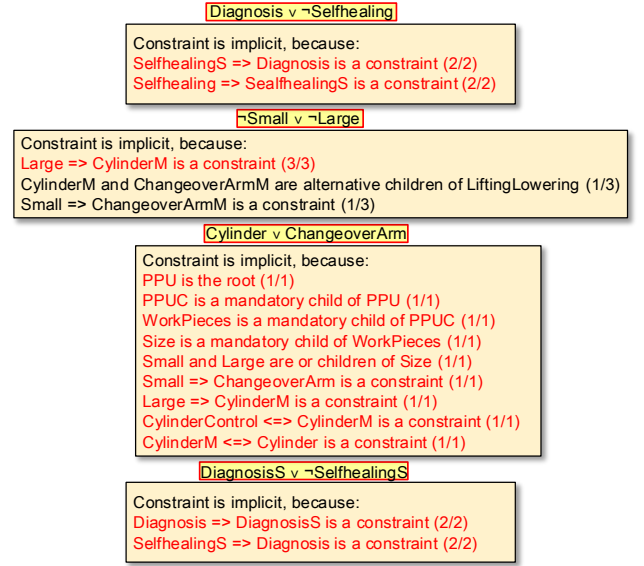 Diagnosis ∨ ¬Selfhealing
Constraint is implicit, because:
SelfhealingS => Diagnosis is a constraint (2/2)
Selfhealing => SealfhealingS is a constraint (2/2)
¬Small ∨ ¬Large
Constraint is implicit, because:
Large => CylinderM is a constraint (3/3)
CylinderM and ChangeoverArmM are alternative children of LiftingLowering (1/3)
Small => ChangeoverArmM is a constraint (1/3)
Cylinder ∨ ChangeoverArm
Constraint is implicit, because:
PPU is the root (1/1)
PPUC is a mandatory child of PPU (1/1)
WorkPieces is a mandatory child of PPUC (1/1)
Size is a mandatory child of WorkPieces (1/1)
Small and Large are or children of Size (1/1)
Small => ChangeoverArm is a constraint (1/1)
Large => CylinderM is a constraint (1/1)
CylinderControl <=> CylinderM is a constraint (1/1)
CylinderM <=> Cylinder is a constraint (1/1)
DiagnosisS ∨ ¬SelfhealingS
Constraint is implicit, because:
Diagnosis => DiagnosisS is a constraint (2/2)
SelfhealingS => Diagnosis is a constraint (2/2)